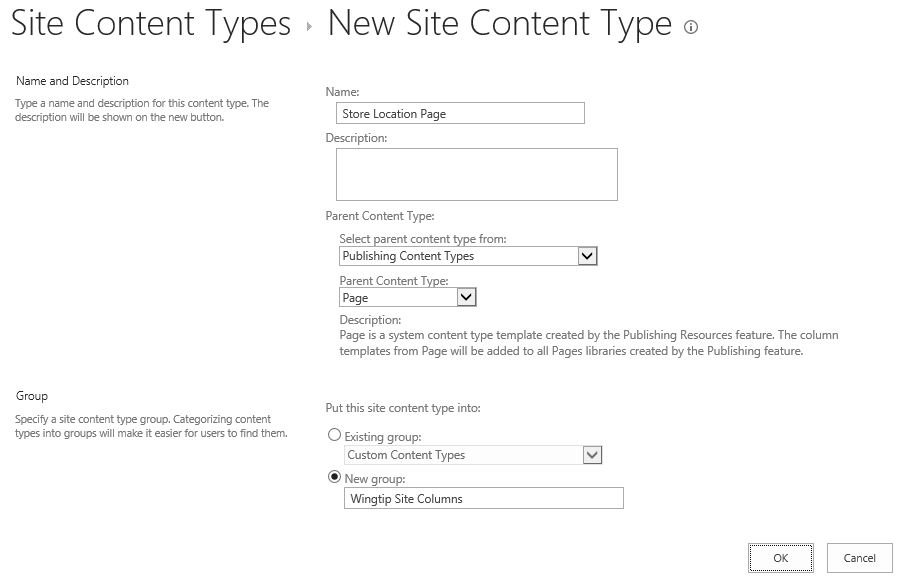 Site Content Types ▸ New Site Content Type
Name and Description
Type a name and description for this content type. The
description will be shown on the new button.
Name:
Store Location Page
Description:
Parent Content Type:
Select parent content type from:
Publishing Content Types
Parent Content Type:
Page
Description:
Page is a system content type template created by the Publishing Resources feature. The column
templates from Page will be added to all Pages libraries created by the Publishing feature.
Group
Specify a site content type group. Categorizing content
types into groups will make it easier for users to find them.
Put this site content type into:
Existing group:
Custom Content Types
New group:
Wingtip Site Columns
OK
Cancel